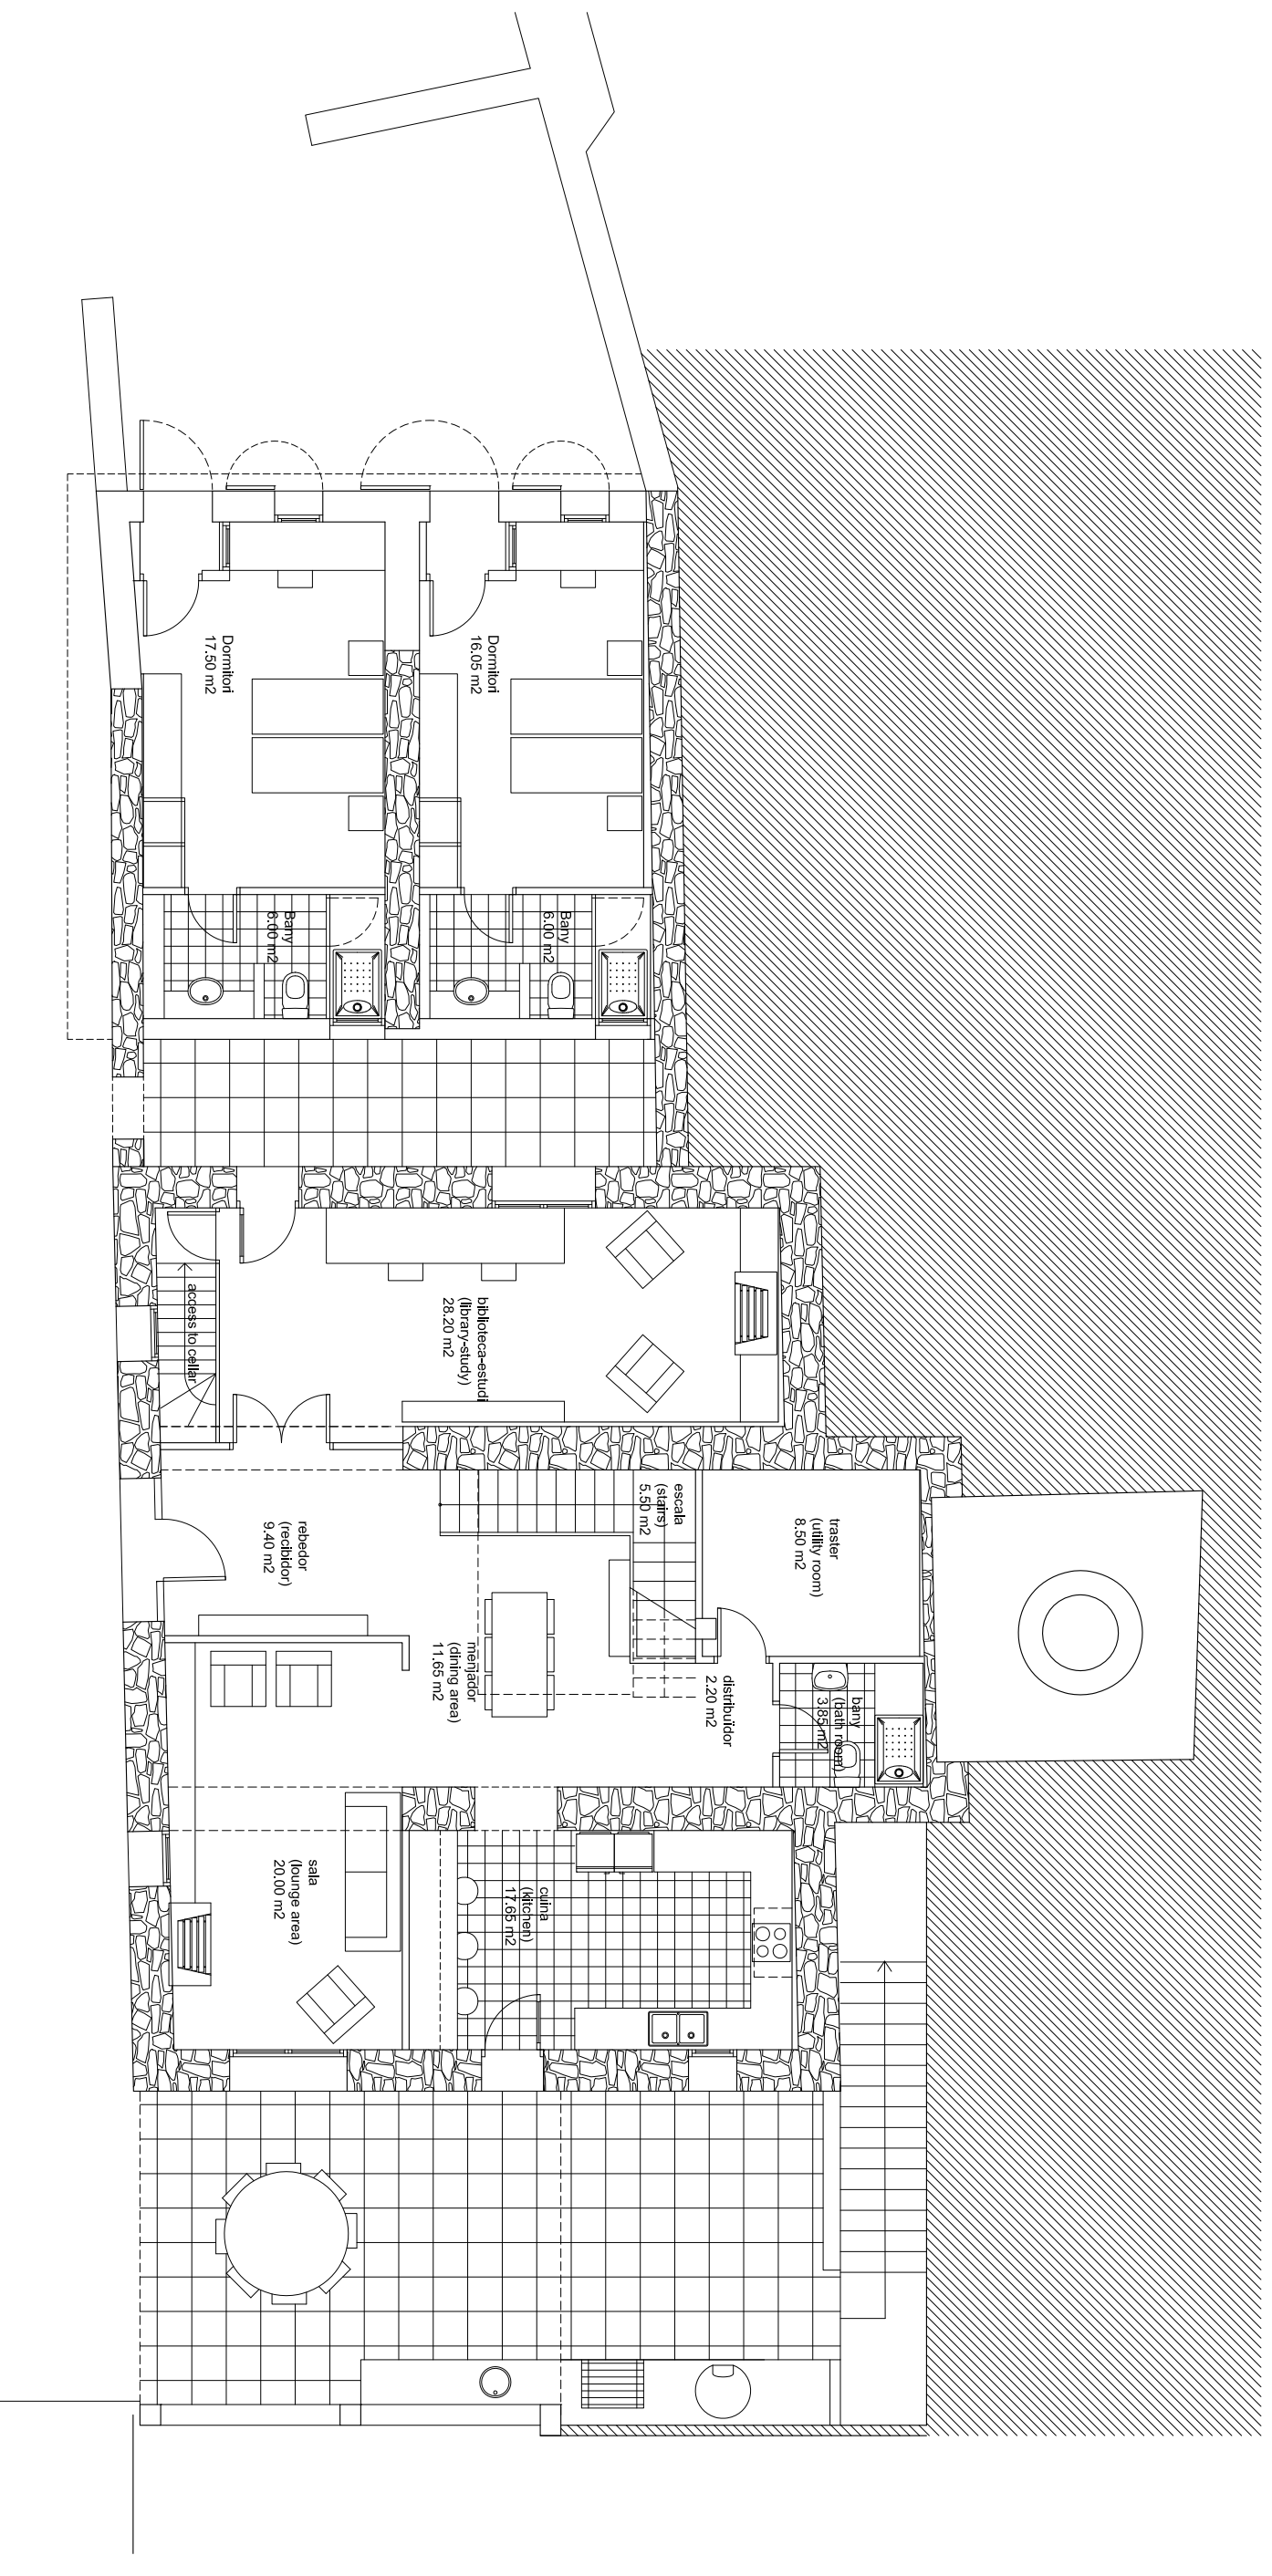 Dormitori
17.50 m2
Dormitori
16.05 m2
Bany
6.00 m2
Bany
6.00 m2
access to cellar
biblioteca-estudi
(library-study)
28.20 m2
rebedor
(recibidor)
9.40 m2
escala
(stairs)
5.50 m2
traster
(utility room)
8.50 m2
menjador
(dining area)
11.65 m2
distribuïdor
2.20 m2
bany
(bath room)
3.85 m2
sala
(lounge area)
20.00 m2
cuina
(kitchen)
17.65 m2